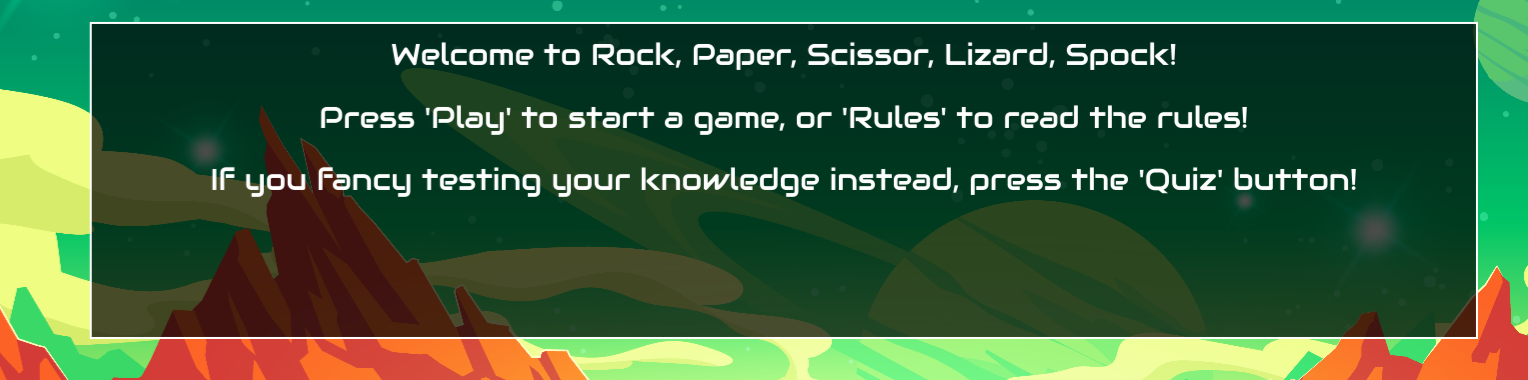 Welcome to Rock, Paper, Scissor, Lizard, Spock!
Press 'Play' to start a game, or 'Rules' to read the rules!
If you fancy testing your knowledge instead, press the 'Quiz' button!